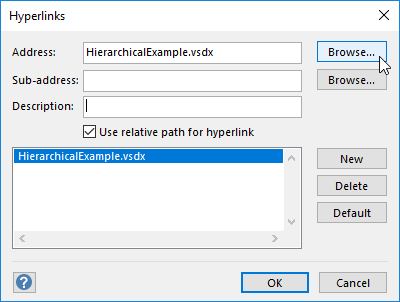 Hyperlinks
Address: HierarchicalExample.vsdx Browse...
Sub-address: Browse...
Description:
Use relative path for hyperlink
HierarchicalExample.vsdx
New
Delete
Default
? OK Cancel